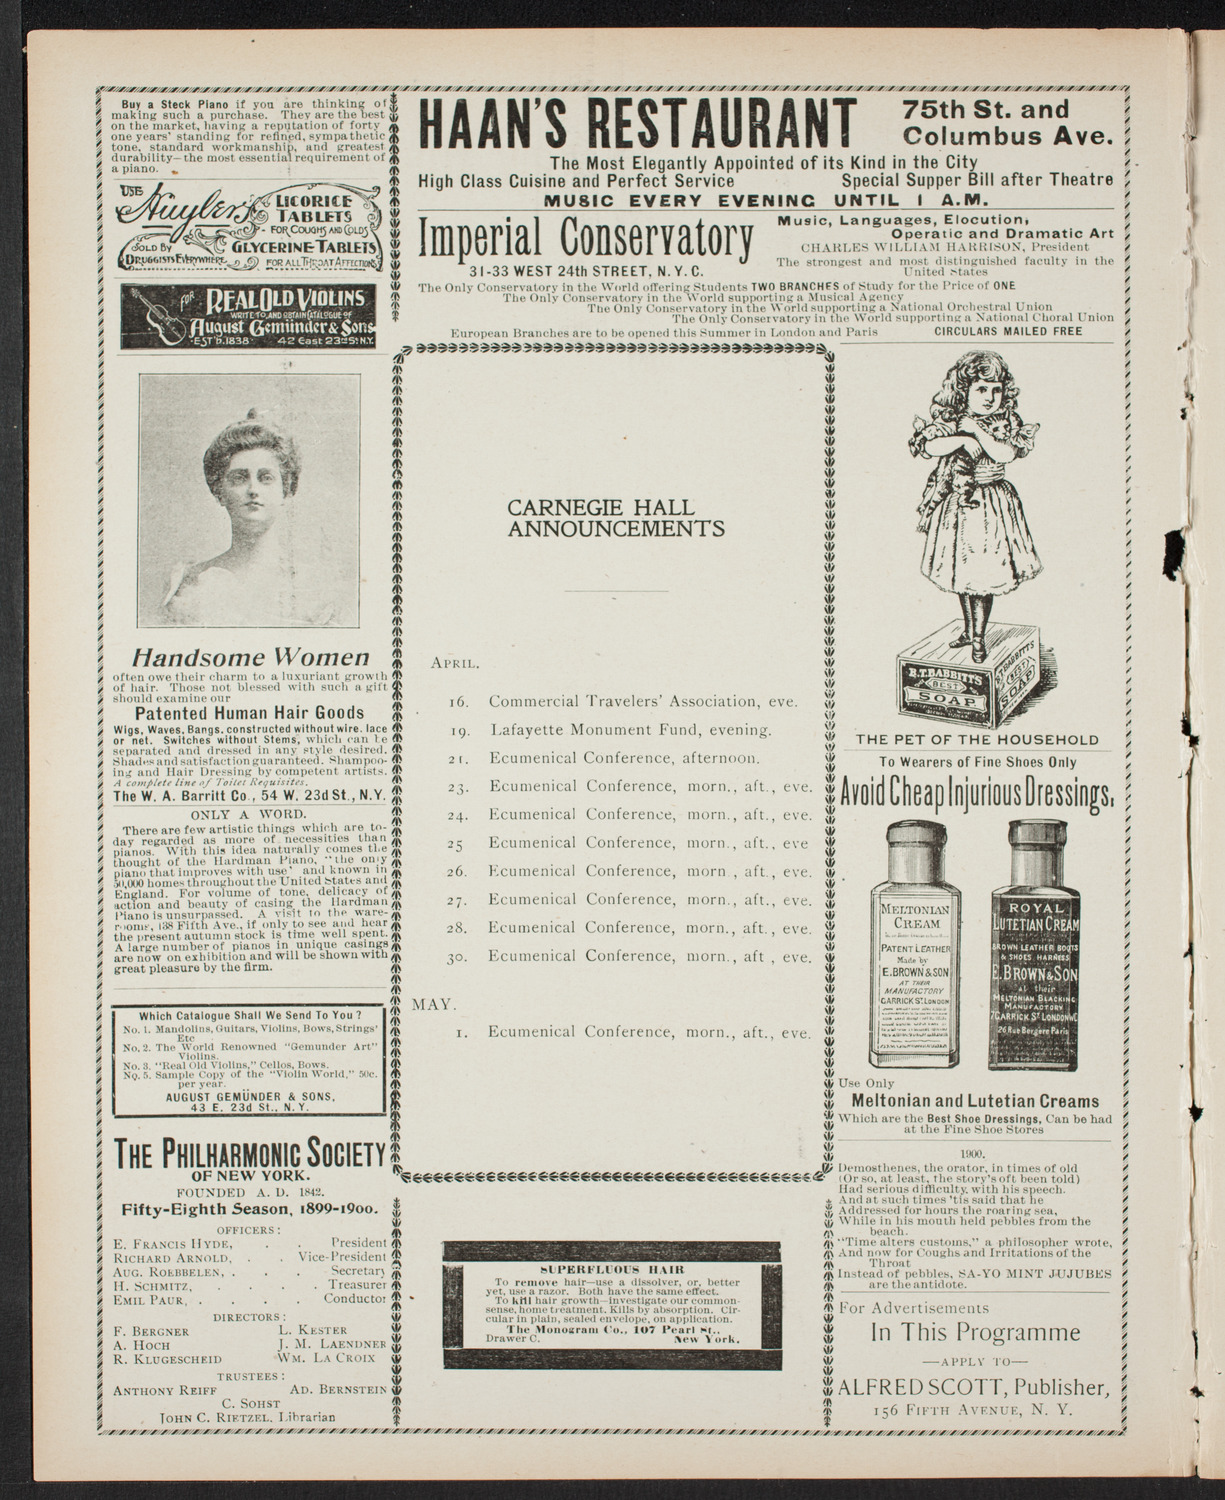 Buy a Steck Piano if you are thinking of
making such a purchase. They are the best
on the market, having a reputation of forty
one years' standing for refined, sympathetic
tone, standard workmanship, and greatest
durability—the most essential requirement of
a piano.
USE
Huyler's
LICORICE
TABLETS
FOR COUGHS AND COLDS
SOLD BY
DRUGGISTS EVERYWHERE
GLYCERINE TABLETS
FOR ALL THROAT AFFECTIONS
FOR REAL OLD VIOLINS
WRITE TO, AND OBTAIN CATALOGUE OF
August Gemünder & Sons
EST'D. 1838 42 East 23rd St. N.Y.
Handsome Women
often owe their charm to a luxuriant growth
of hair. Those not blessed with such a gift
should examine our
Patented Human Hair Goods
Wigs, Waves, Bangs, constructed without wire, lace
or net. Switches without Stems, which can be
separated and dressed in any style desired.
Shades and satisfaction guaranteed. Shampoo-
ing and Hair Dressing by competent artists.
A complete line of Toilet Requisites.
The W. A. Barritt Co., 54 W. 23d St., N.Y.
ONLY A WORD.
There are few artistic things which are to-
day regarded as more of necessities than
pianos. With this idea naturally comes the
thought of the Hardman Piano, "the only
piano that improves with use" and known in
50,000 homes throughout the United States and
England. For volume of tone, delicacy of
action and beauty of casing the Hardman
Piano is unsurpassed. A visit to the ware-
rooms, 138 Fifth Ave., if only to see and hear
the present autumn stock is time well spent.
A large number of pianos in unique casings
are now on exhibition and will be shown with
great pleasure by the firm.
Which Catalogue Shall We Send To You?
No. 1. Mandolins, Guitars, Violins, Bows, Strings'
Etc
No. 2. The World Renowned "Gemunder Art"
Violins.
No. 3. "Real Old Violins," Cellos, Bows.
No. 5. Sample Copy of the "Violin World," 50c.
per year.
AUGUST GEMÜNDER & SONS,
43 E. 23d St., N.Y.
THE PHILHARMONIC SOCIETY
OF NEW YORK.
FOUNDED A. D. 1842.
Fifty-Eighth Season, 1899-1900.
OFFICERS:
E. FRANCIS HYDE, . . President
RICHARD ARNOLD, . . Vice-President
AUG. ROEBBELEN, . . . Secretary
H. SCHMITZ, . . . . Treasurer
EMIL PAUR, . . . . Conductor
DIRECTORS:
F. BERGNER L. KESTER
A. HOCH J. M. LAENDNER
R. KLUGESCHEID WM. LA CROIX
TRUSTEES:
ANTHONY REIFF AD. BERNSTEIN
C. SOHST
JOHN C. RIETZEL, Librarian
HAAN'S RESTAURANT
75th St. and
Columbus Ave.
The Most Elegantly Appointed of its Kind in the City
High Class Cuisine and Perfect Service Special Supper Bill after Theatre
MUSIC EVERY EVENING UNTIL 1 A.M.
Imperial Conservatory
31-33 WEST 24th STREET, N. Y. C.
Music, Languages, Elocution,
Operatic and Dramatic Art
CHARLES WILLIAM HARRISON, President
The strongest and most distinguished faculty in the
United States
The Only Conservatory in the World offering Students TWO BRANCHES of Study for the Price of ONE
The Only Conservatory in the World supporting a Musical Agency
The Only Conservatory in the World supporting a National Orchestral Union
The Only Conservatory in the World supporting a National Choral Union
European Branches are to be opened this Summer in London and Paris CIRCULARS MAILED FREE
CARNEGIE HALL
ANNOUNCEMENTS
APRIL.
16. Commercial Travelers' Association, eve.
19. Lafayette Monument Fund, evening.
21. Ecumenical Conference, afternoon.
23. Ecumenical Conference, morn., aft., eve.
24. Ecumenical Conference, morn., aft., eve.
25 Ecumenical Conference, morn., aft., eve
26. Ecumenical Conference, morn , aft., eve.
27. Ecumenical Conference, morn., aft., eve.
28. Ecumenical Conference, morn., aft., eve.
30. Ecumenical Conference, morn., aft , eve.
MAY.
1. Ecumenical Conference, morn., aft., eve.
SUPERFLUOUS HAIR
To remove hair—use a dissolver, or, better
yet, use a razor. Both have the same effect.
To kill hair growth—investigate our common-
sense, home treatment. Kills by absorption. Cir-
cular in plain, sealed envelope, on application.
The Monogram Co., 107 Pearl St.,
Drawer C. New York.
B. T. BABBITT'S
BEST
SOAP
B. T. BABBITT'S
BEST
SOAP
THE PET OF THE HOUSEHOLD
To Wearers of Fine Shoes Only
Avoid Cheap Injurious Dressings,
MELTONIAN
CREAM
PATENT LEATHER
Made by
E. BROWN & SON
AT THEIR
MANUFACTORY
GARRICK ST. LONDON
ROYAL
LUTETIAN CREAM
BROWN LEATHER BOOTS
& SHOES, HARNESS
E. BROWN & SON
at their
MELTONIAN BLACKING
MANUFACTORY
7 GARRICK ST LONDON WC
26 Rue Bergere Paris
Use Only
Meltonian and Lutetian Creams
Which are the Best Shoe Dressings, Can be had
at the Fine Shoe Stores
1900.
Demosthenes, the orator, in times of old
(Or so, at least, the story's oft been told)
Had serious difficulty, with his speech.
And at such times 'tis said that he
Addressed for hours the roaring sea,
While in his mouth held pebbles from the
beach.
"Time alters customs," a philosopher wrote,
And now for Coughs and Irritations of the
Throat
Instead of pebbles, SA-YO MINT JUJUBES
are the antidote.
For Advertisements
In This Programme
—APPLY TO—
ALFRED SCOTT, Publisher,
156 FIFTH AVENUE, N. Y.